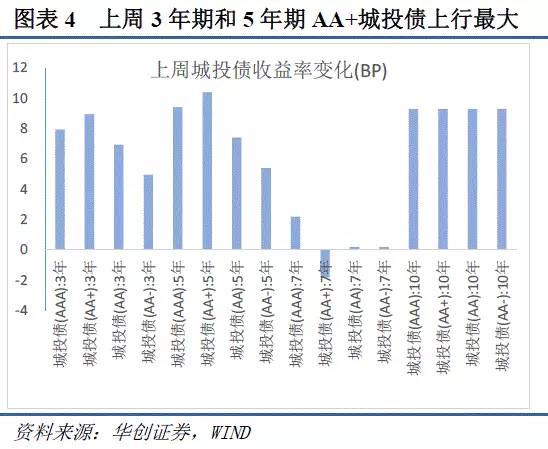 图表 4 上周 3 年期和 5 年期 AA+城投债上行最大
上周城投债收益率变化(BP)
12
10
8
6
4
2
0
-2
-4
城投债(AAA):3年
城投债(AA+):3年
城投债(AA):3年
城投债(AA-):3年
城投债(AAA):5年
城投债(AA+):5年
城投债(AA):5年
城投债(AA-):5年
城投债(AAA):7年
城投债(AA+):7年
城投债(AA):7年
城投债(AA-):7年
城投债(AAA):10年
城投债(AA+):10年
城投债(AA):10年
城投债(AA-):10年
资料来源：华创证券，WIND